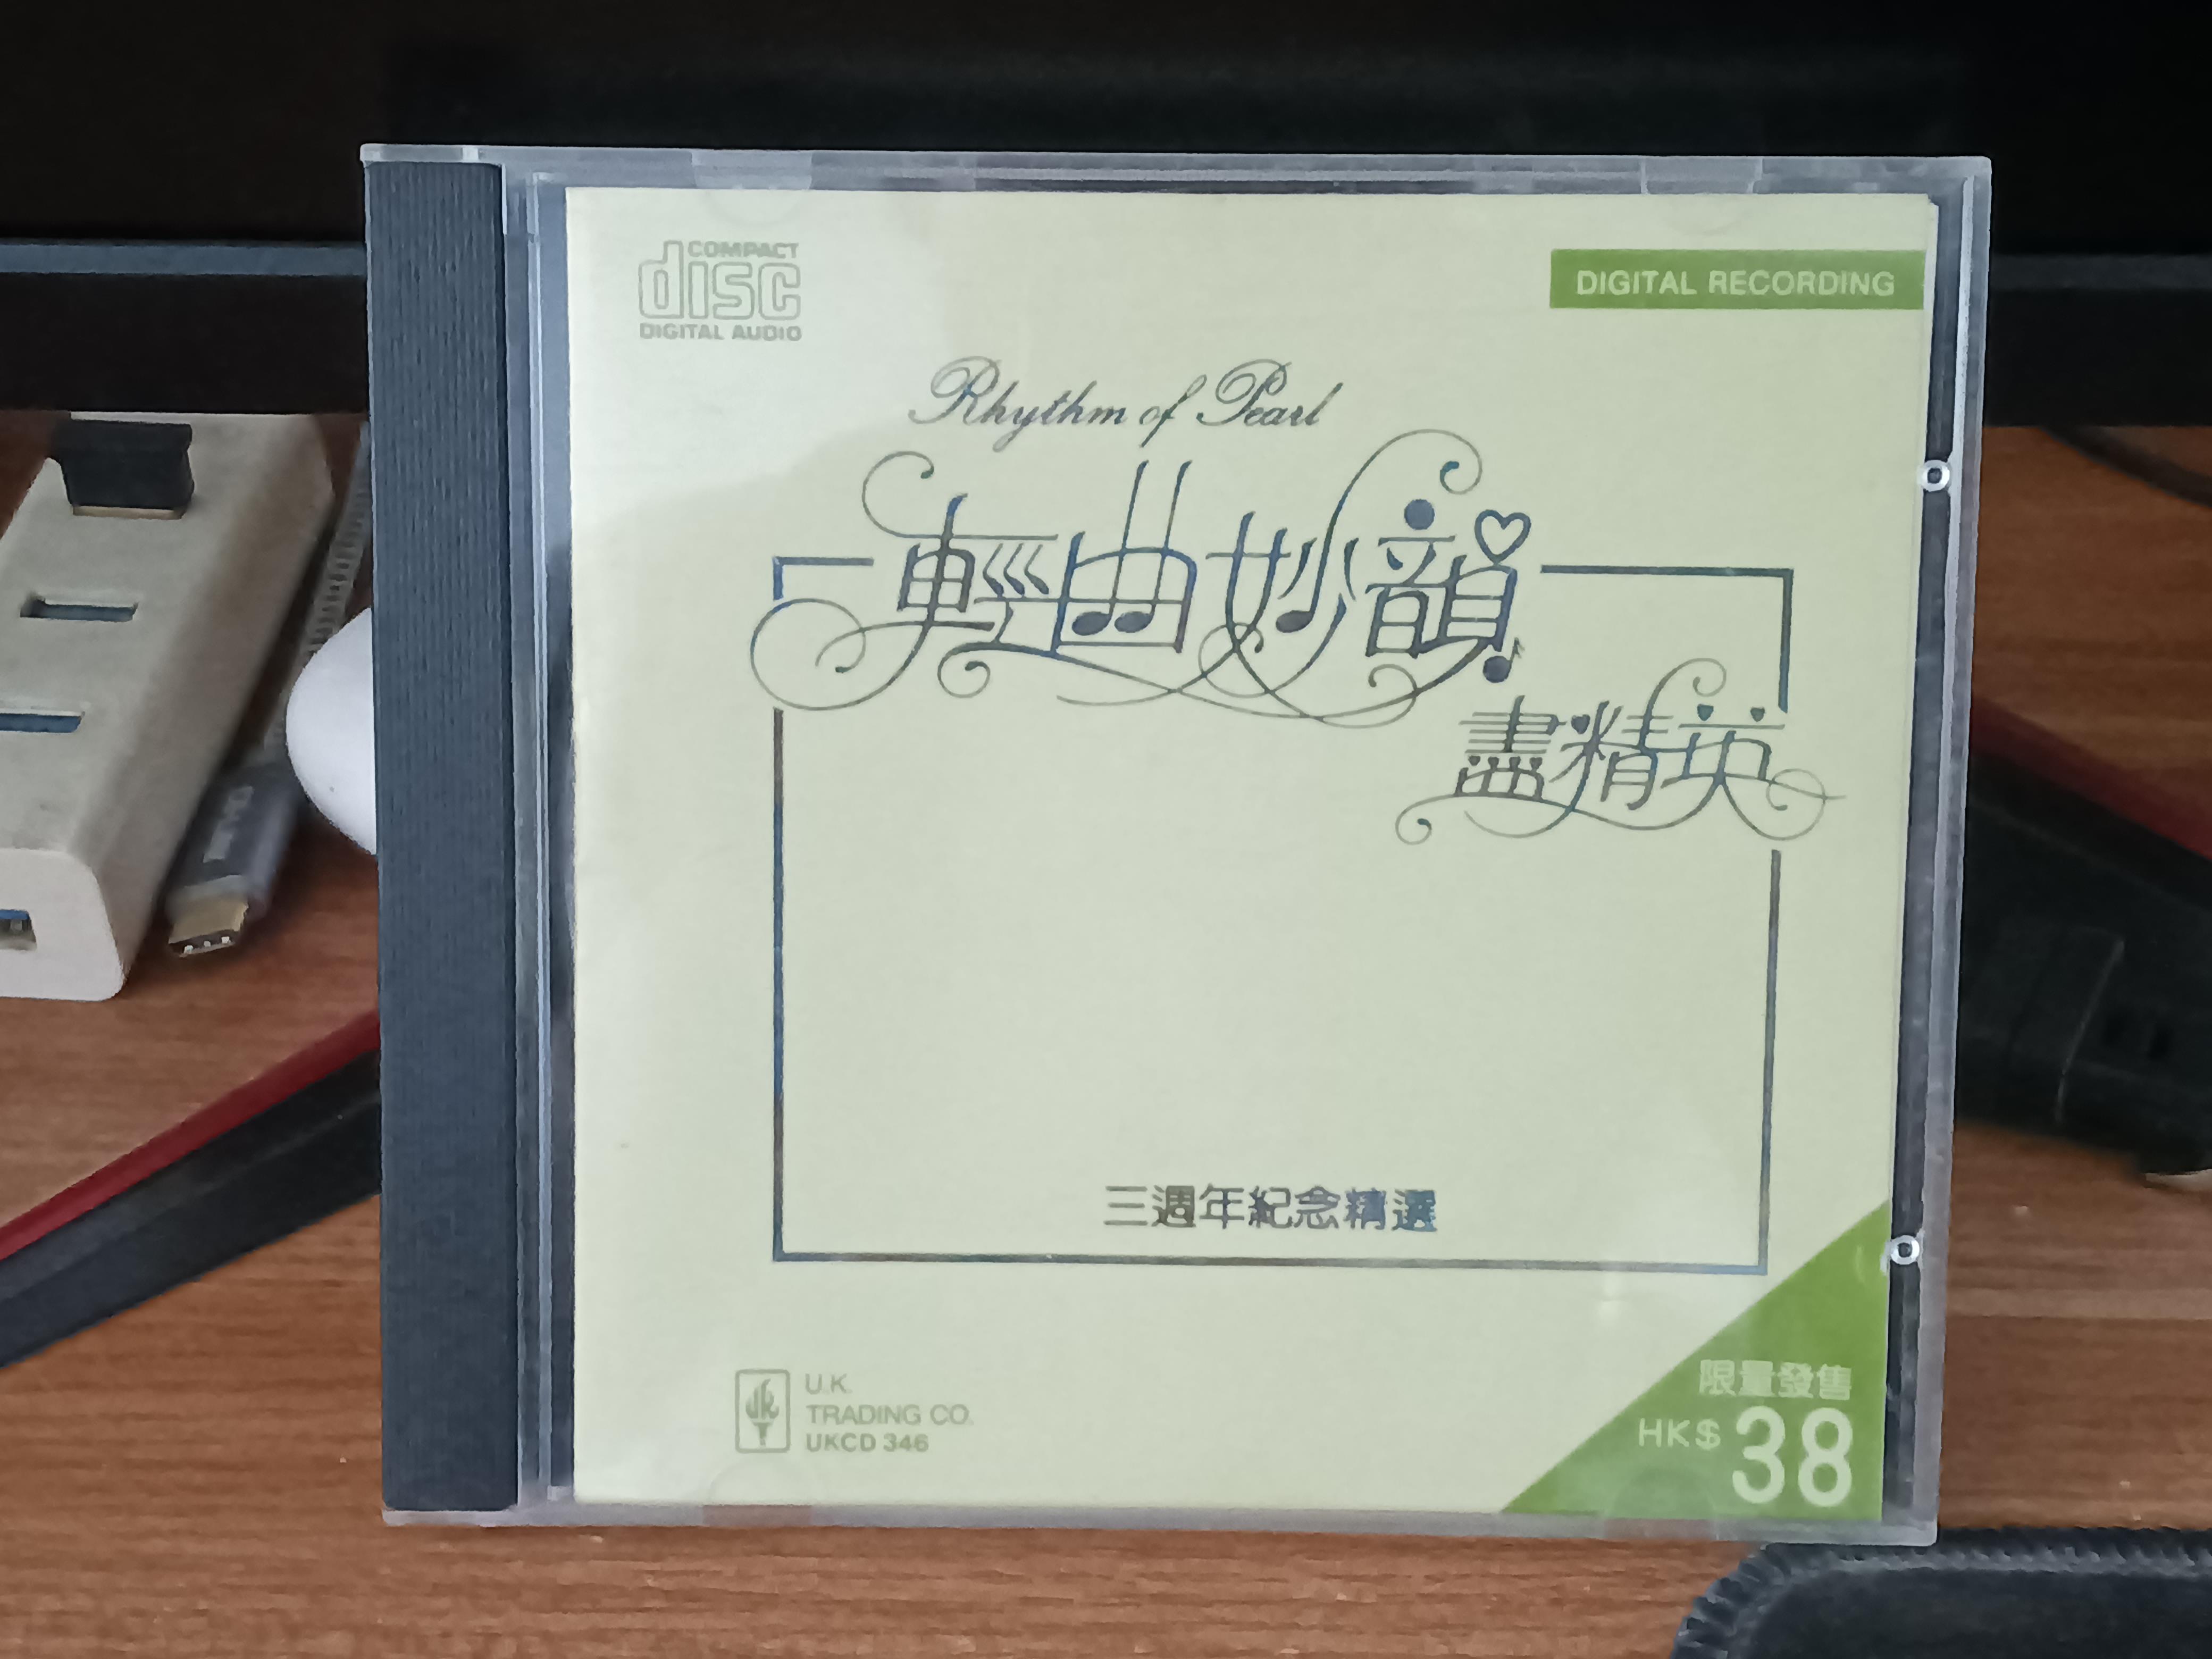 COMPACT
disc
DIGITAL AUDIO
DIGITAL RECORDING
Rhythm of Pearl
輕曲妙韻
盡精英
三週年紀念精選
U.K.
TRADING CO.
UKCD 346
限量發售
HK$ 38